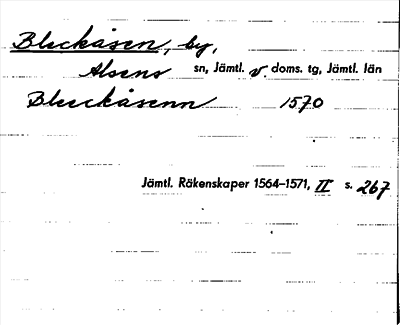 Bleckåsen, by,
Alsens sn, Jämtl. v. doms. tg, Jämtl. län
Bleckåsenn 1570
Jämtl. Räkenskaper 1564–1571, II s. 267